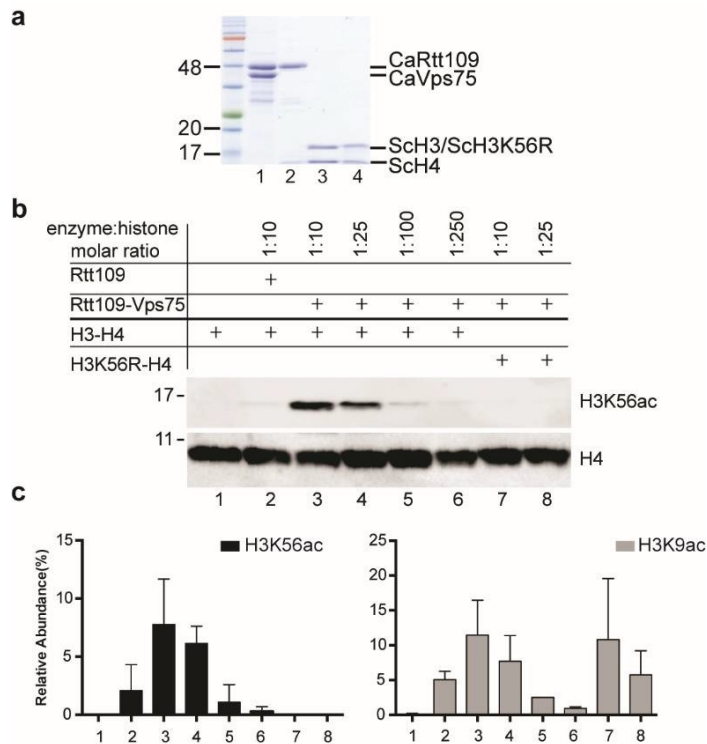 a
48
20
17
CaRtt109
CaVps75
ScH3/ScH3K56R
ScH4
1 2 3 4
b
enzyme:histone
molar ratio
1:10 1:10 1:25 1:100 1:250 1:10 1:25
Rtt109 +
Rtt109-Vps75 + + + + + +
H3-H4 + + + + + +
H3K56R-H4 + +
17 - H3K56ac
11 - H4
1 2 3 4 5 6 7 8
c
H3K56ac
Relative Abundance(%)
15
10
5
0
1 2 3 4 5 6 7 8
H3K9ac
25
20
15
10
5
0
1 2 3 4 5 6 7 8